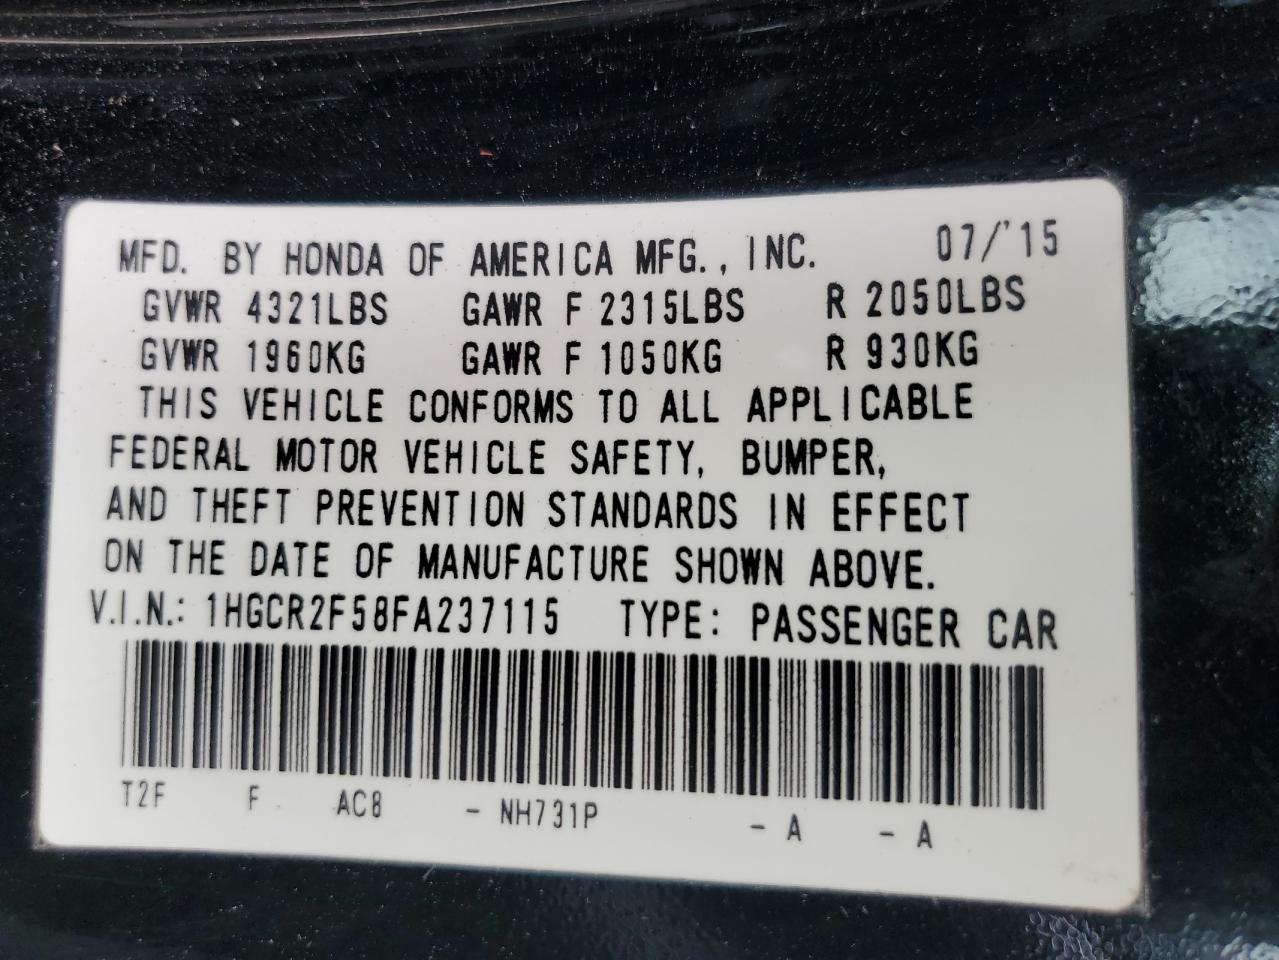 MFD. BY HONDA OF AMERICA MFG., INC. 07/'15
GVWR 4321LBS GAWR F 2315LBS R 2050LBS
GVWR 1960KG GAWR F 1050KG R 930KG
THIS VEHICLE CONFORMS TO ALL APPLICABLE
FEDERAL MOTOR VEHICLE SAFETY, BUMPER,
AND THEFT PREVENTION STANDARDS IN EFFECT
ON THE DATE OF MANUFACTURE SHOWN ABOVE.
V.I.N.: 1HGCR2F58FA237115 TYPE: PASSENGER CAR
T2F F AC8 - NH731P - A - A